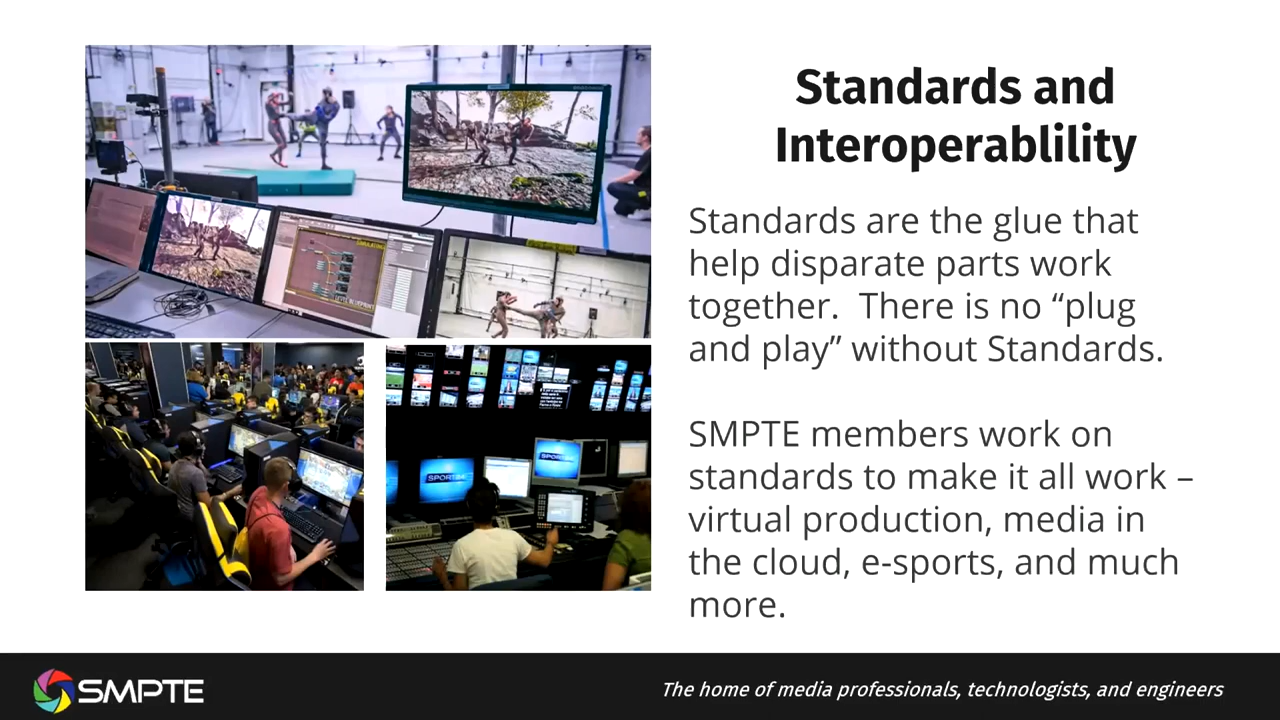 Standards and
Interoperablility
Standards are the glue that
help disparate parts work
together.  There is no “plug
and play” without Standards.
SMPTE members work on
standards to make it all work –
virtual production, media in
the cloud, e-sports, and much
more.
SMPTE
The home of media professionals, technologists, and engineers